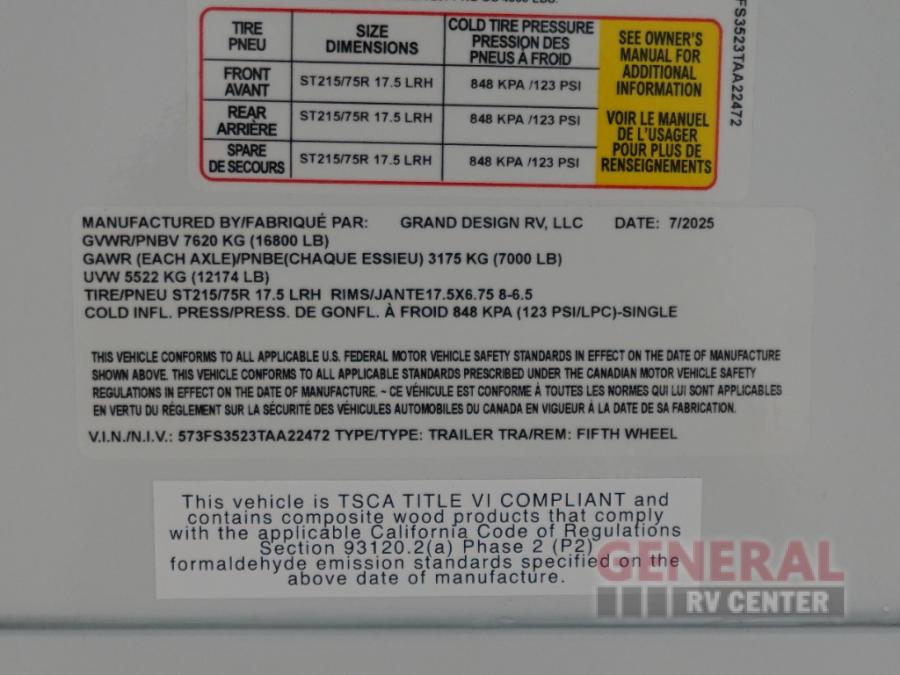 TIRE PNEU
SIZE DIMENSIONS
COLD TIRE PRESSURE PRESSION DES PNEUS À FROID
FRONT AVANT
ST215/75R 17.5 LRH
848 KPA /123 PSI
REAR ARRIÈRE
ST215/75R 17.5 LRH
848 KPA /123 PSI
SPARE DE SECOURS
ST215/75R 17.5 LRH
848 KPA /123 PSI
SEE OWNER'S
MANUAL FOR
ADDITIONAL
INFORMATION
VOIR LE MANUEL
DE L'USAGER
POUR PLUS DE
RENSEIGNEMENTS
FS3523TAA22472
MANUFACTURED BY/FABRIQUÉ PAR: GRAND DESIGN RV, LLC DATE: 7/2025
GVWR/PNBV 7620 KG (16800 LB)
GAWR (EACH AXLE)/PNBE(CHAQUE ESSIEU) 3175 KG (7000 LB)
UVW 5522 KG (12174 LB)
TIRE/PNEU ST215/75R 17.5 LRH RIMS/JANTE17.5X6.75 8-6.5
COLD INFL. PRESS/PRESS. DE GONFL. À FROID 848 KPA (123 PSI/LPC)-SINGLE
THIS VEHICLE CONFORMS TO ALL APPLICABLE U.S. FEDERAL MOTOR VEHICLE SAFETY STANDARDS IN EFFECT ON THE DATE OF MANUFACTURE
SHOWN ABOVE. THIS VEHICLE CONFORMS TO ALL APPLICABLE STANDARDS PRESCRIBED UNDER THE CANADIAN MOTOR VEHICLE SAFETY
REGULATIONS IN EFFECT ON THE DATE OF MANUFACTURE. ~ CE VÉHICULE EST CONFORME À TOUTES LES NORMES QUI LUI SONT APPLICABLES
EN VERTU DU RÉGLEMENT SUR LA SÉCURITÉ DES VÉHICULES AUTOMOBILES DU CANADA EN VIGUEUR À LA DATE DE SA FABRICATION.
V.I.N./N.I.V.: 573FS3523TAA22472 TYPE/TYPE: TRAILER TRA/REM: FIFTH WHEEL
This vehicle is TSCA TITLE VI COMPLIANT and
contains composite wood products that comply
with the applicable California Code of Regulations
Section 93120.2(a) Phase 2 (P2)
formaldehyde emission standards specified on the
above date of manufacture.
GENERAL
RV CENTER